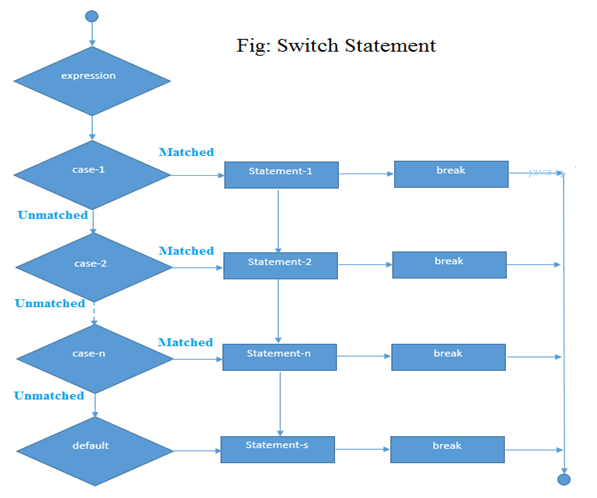 Fig: Switch Statement
expression
case-1
Matched
Statement-1
break
Unmatched
case-2
Matched
Statement-2
break
Unmatched
case-n
Matched
Statement-n
break
Unmatched
default
Statement-s
break